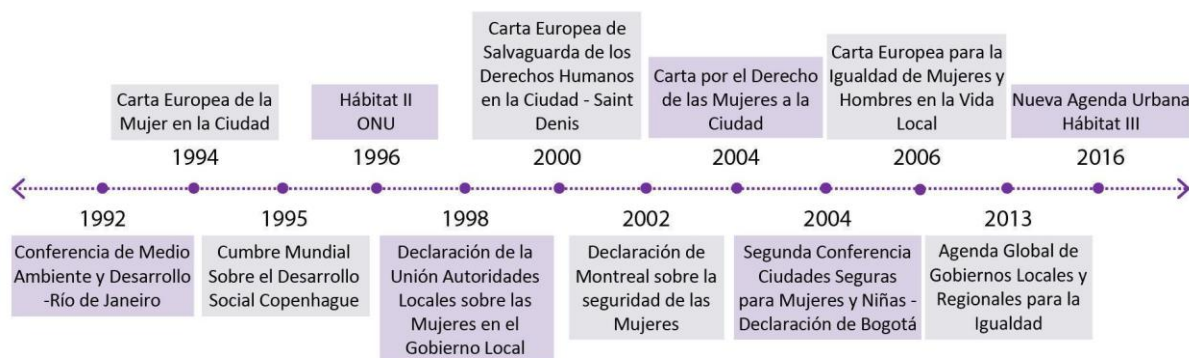 Carta Europea de la
Mujer en la Ciudad
1994
Hábitat II
ONU
1996
Carta Europea de
Salvaguarda de los
Derechos Humanos
en la Ciudad - Saint
Denis
2000
Carta por el Derecho
de las Mujeres a la
Ciudad
2004
Carta Europea para la
Igualdad de Mujeres y
Hombres en la Vida
Local
2006
Nueva Agenda Urbana
Hábitat III
2016
1992
Conferencia de Medio
Ambiente y Desarrollo
-Río de Janeiro
1995
Cumbre Mundial
Sobre el Desarrollo
Social Copenhague
1998
Declaración de la
Unión Autoridades
Locales sobre las
Mujeres en el
Gobierno Local
2002
Declaración de
Montreal sobre la
seguridad de las
Mujeres
2004
Segunda Conferencia
Ciudades Seguras
para Mujeres y Niñas -
Declaración de Bogotá
2013
Agenda Global de
Gobiernos Locales y
Regionales para la
Igualdad